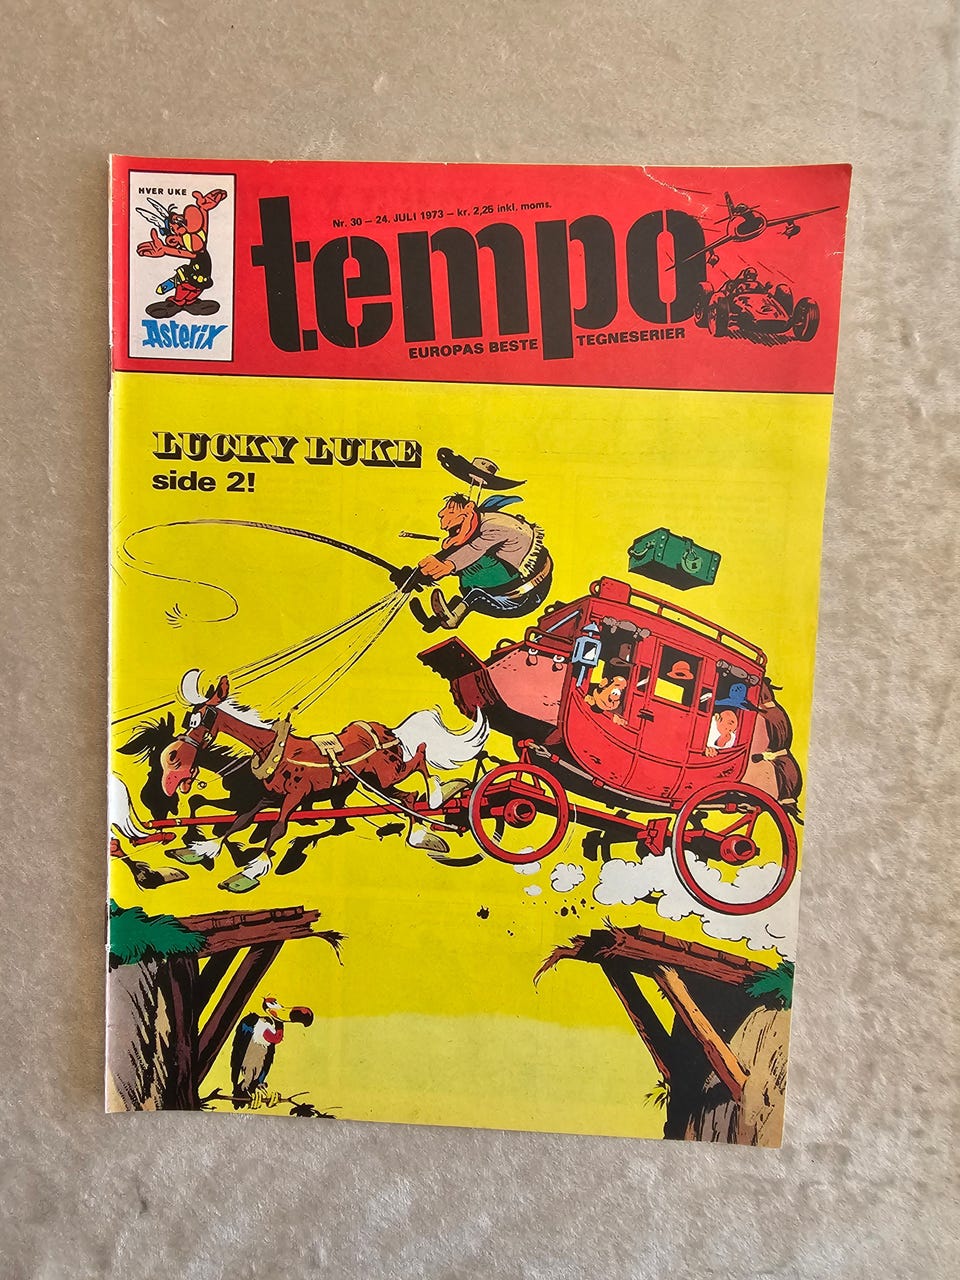 HVER UKE
Asterix
Nr. 30 – 24. JULI 1973 – kr. 2,25 inkl. moms.
tempo
EUROPAS BESTE TEGNESERIER
LUCKY LUKE
side 2!